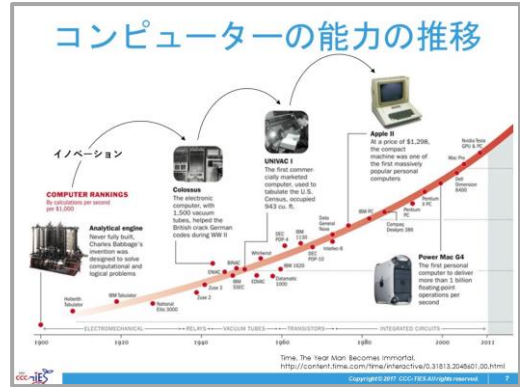 コンピューターの能力の推移
イノベーション
COMPUTER RANKINGS
By calculations per second
per $1,000
Analytical engine
Never fully built,
Charles Babbage's
invention was
designed to solve
computational and
logical problems
Colossus
The electronic
computer, with
1,500 vacuum
tubes, helped the
British crack German
codes during WW II
UNIVAC I
The first commer-
cially marketed
computer, used to
tabulate the U.S.
Census, occupied
943 cu. ft.
Apple II
At a price of $1,298,
the compact
machine was one of
the first massively
popular personal
computers
Power Mac G4
The first personal
computer to deliver
more than 1 billion
floating-point
operations per
second
Hollerith
Tabulator
IBM Tabulator
National
Ellis 3000
Zuse 2
Zuse 3
ENIAC
BINAC
IBM
SSEC
Whirlwind
EDVAC
DEC
PDP-4
IBM
1130
IBM 1620
Datamatic
1000
DEC
PDP-10
Data
General
Nova
Intellec-8
IBM PC
Compaq
Deskpro 386
Pentium
PC
Pentium
II PC
Mac Pro
Dell
Dimension
8400
Nvidia Tesla
GPU & PC
ELECTROMECHANICAL
RELAYS
VACUUM TUBES
TRANSISTORS
INTEGRATED CIRCUITS
1900
1920
1940
1960
1980
2000
2011
Time, The Year Man Becomes Immortal,
http://content.time.com/time/interactive/0,31813,2048601,00.html
CCC-TIES
Copyright© 2017 CCC-TIES All rights reserved.
7